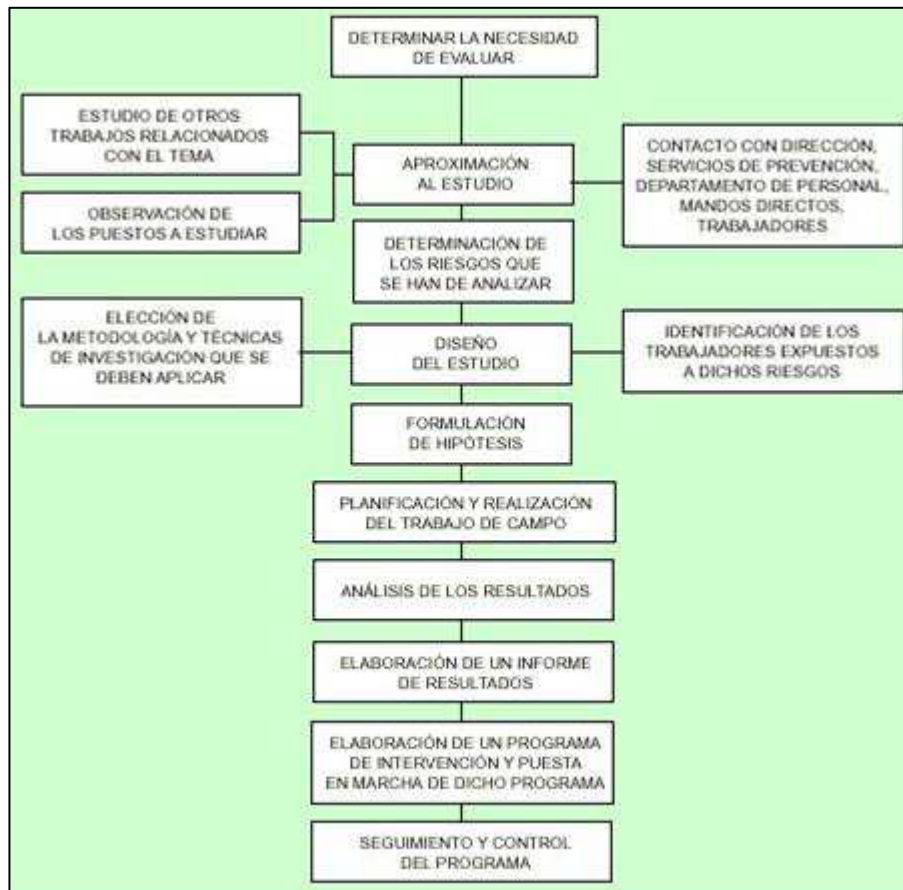 DETERMINAR LA NECESIDAD
DE EVALUAR
ESTUDIO DE OTROS
TRABAJOS RELACIONADOS
CON EL TEMA
OBSERVACIÓN DE
LOS PUESTOS A ESTUDIAR
APROXIMACIÓN
AL ESTUDIO
CONTACTO CON DIRECCIÓN,
SERVICIOS DE PREVENCIÓN,
DEPARTAMENTO DE PERSONAL,
MANDOS DIRECTOS,
TRABAJADORES
DETERMINACIÓN DE
LOS RIESGOS QUE
SE HAN DE ANALIZAR
ELECCIÓN DE
LA METODOLOGÍA Y TÉCNICAS
DE INVESTIGACIÓN QUE SE
DEBEN APLICAR
DISEÑO
DEL ESTUDIO
IDENTIFICACIÓN DE LOS
TRABAJADORES EXPUESTOS
A DICHOS RIESGOS
FORMULACIÓN
DE HIPÓTESIS
PLANIFICACIÓN Y REALIZACIÓN
DEL TRABAJO DE CAMPO
ANÁLISIS DE LOS RESULTADOS
ELABORACIÓN DE UN INFORME
DE RESULTADOS
ELABORACIÓN DE UN PROGRAMA
DE INTERVENCIÓN Y PUESTA
EN MARCHA DE DICHO PROGRAMA
SEGUIMIENTO Y CONTROL
DEL PROGRAMA